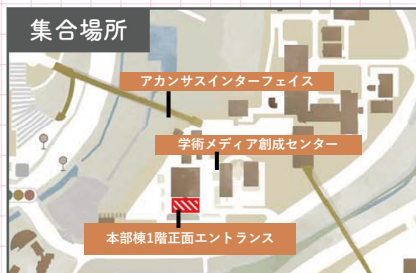 集合場所
アカンサスインターフェイス
学術メディア創成センター
本部棟1階正面エントランス